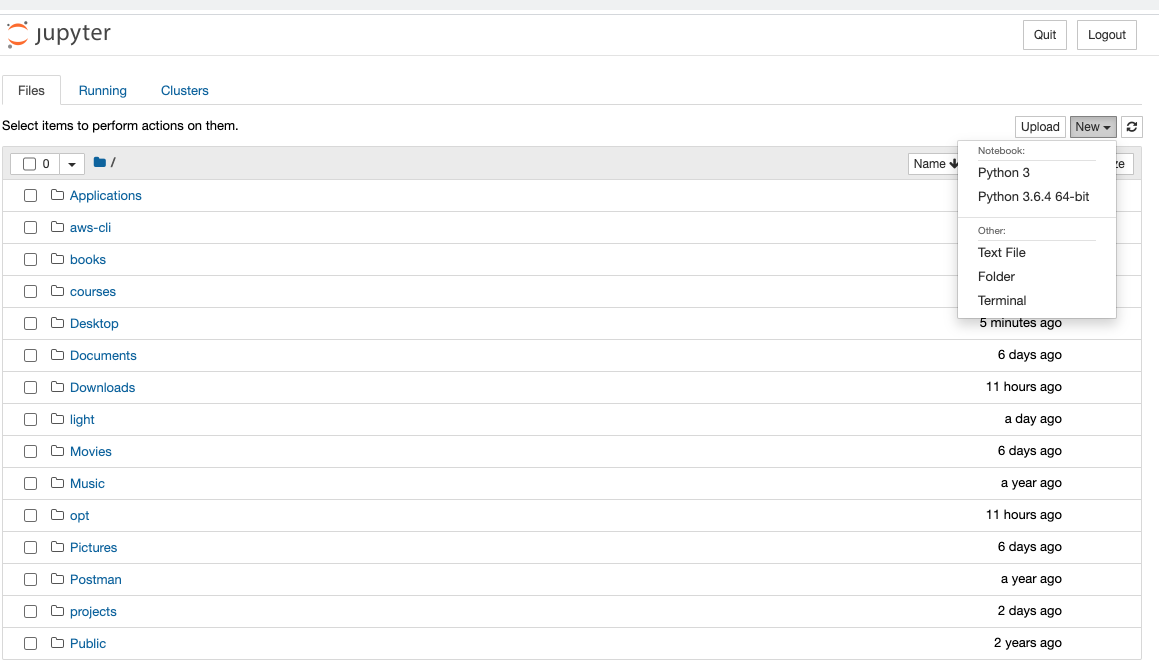 jupyter
Quit Logout
Files Running Clusters
Select items to perform actions on them.
Upload New
0 / Name
Notebook:
Python 3
Python 3.6.4 64-bit
Other:
Text File
Folder
Terminal
Applications
aws-cli
books
courses
Desktop 5 minutes ago
Documents 6 days ago
Downloads 11 hours ago
light a day ago
Movies 6 days ago
Music a year ago
opt 11 hours ago
Pictures 6 days ago
Postman a year ago
projects 2 days ago
Public 2 years ago